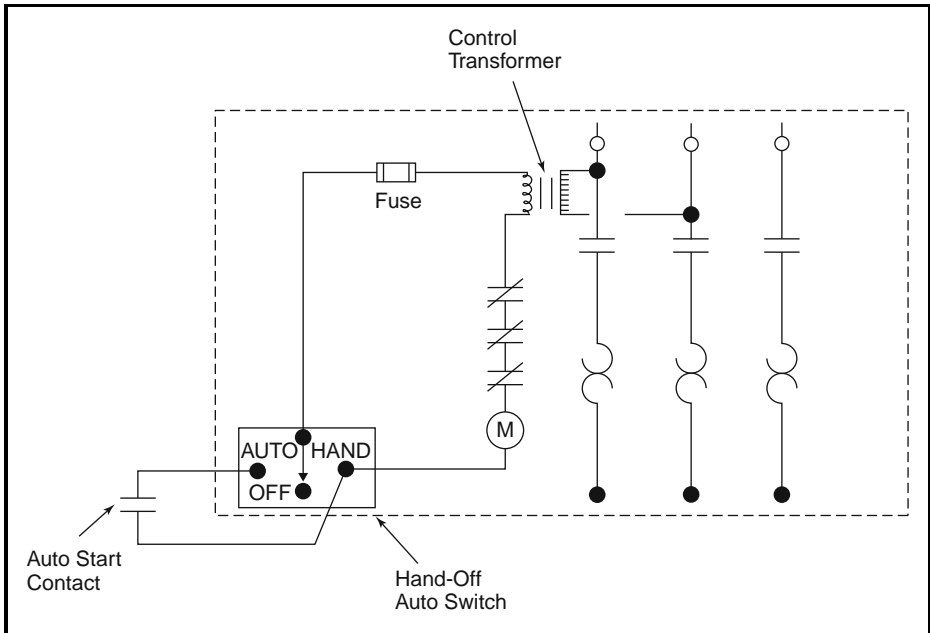 Control
Transformer
Fuse
M
AUTO HAND
OFF
Auto Start
Contact
Hand-Off
Auto Switch